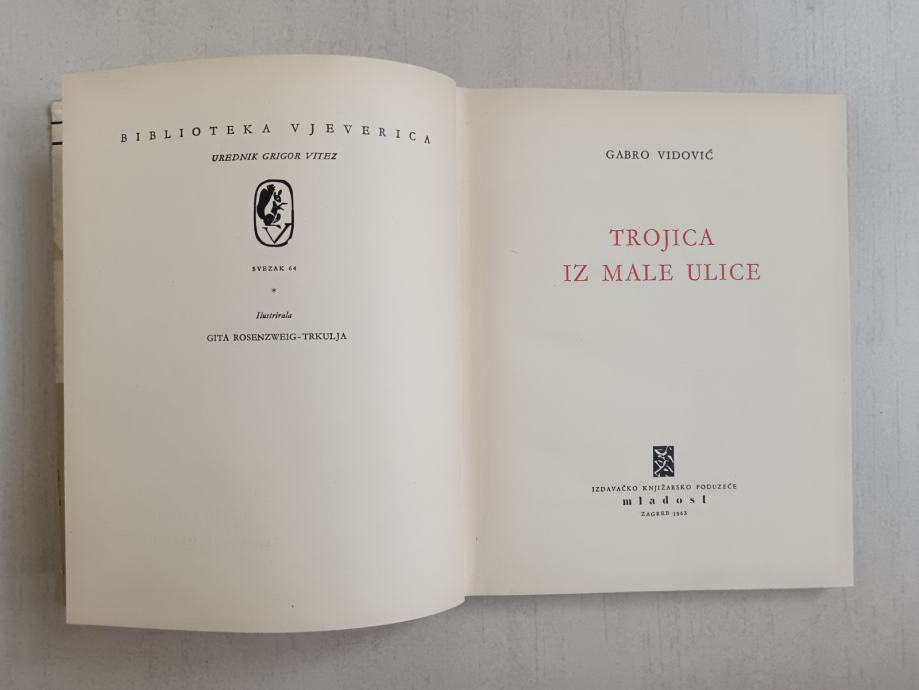 BIBLIOTEKA VJEVERICA
UREDNIK GRIGOR VITEZ
V
SVEZAK 64
*
Ilustrirala
GITA ROSENZWEIG-TRKULJA
GABRO VIDOVIĆ
TROJICA
IZ MALE ULICE
IZDAVAČKO KNJIŽARSKO PODUZEĆE
mladost
ZAGREB 1963